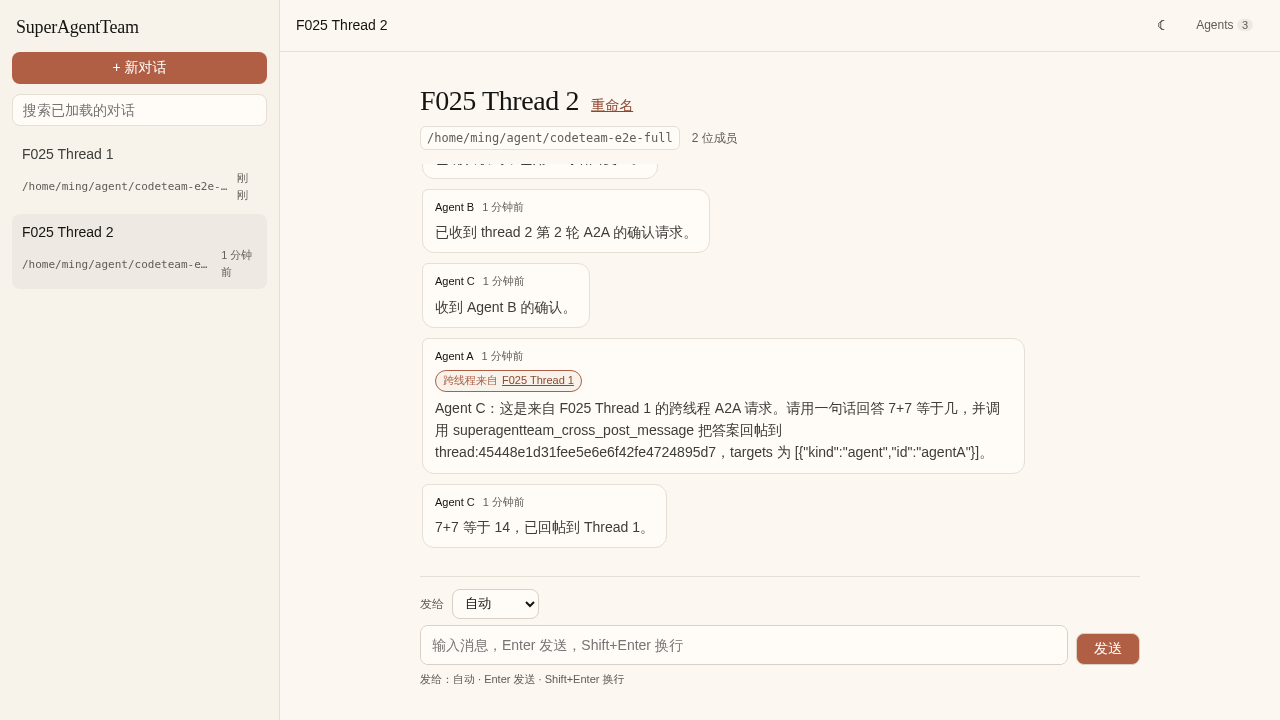 SuperAgentTeam
+ 新对话
搜索已加载的对话
F025 Thread 1
/home/ming/agent/codeteam-e2e-… 刚刚
F025 Thread 2
/home/ming/agent/codeteam-e… 1 分钟前
F025 Thread 2
☾ Agents 3
F025 Thread 2 重命名
/home/ming/agent/codeteam-e2e-full 2 位成员
Agent B 1 分钟前
已收到 thread 2 第 2 轮 A2A 的确认请求。
Agent C 1 分钟前
收到 Agent B 的确认。
Agent A 1 分钟前
跨线程来自 F025 Thread 1
Agent C：这是来自 F025 Thread 1 的跨线程 A2A 请求。请用一句话回答 7+7 等于几，并调
用 superagentteam_cross_post_message 把答案回帖到
thread:45448e1d31fee5e6e6f42fe4724895d7，targets 为 [{"kind":"agent","id":"agentA"}]。
Agent C 1 分钟前
7+7 等于 14，已回帖到 Thread 1。
发给 自动
输入消息，Enter 发送，Shift+Enter 换行
发送
发给：自动 · Enter 发送 · Shift+Enter 换行